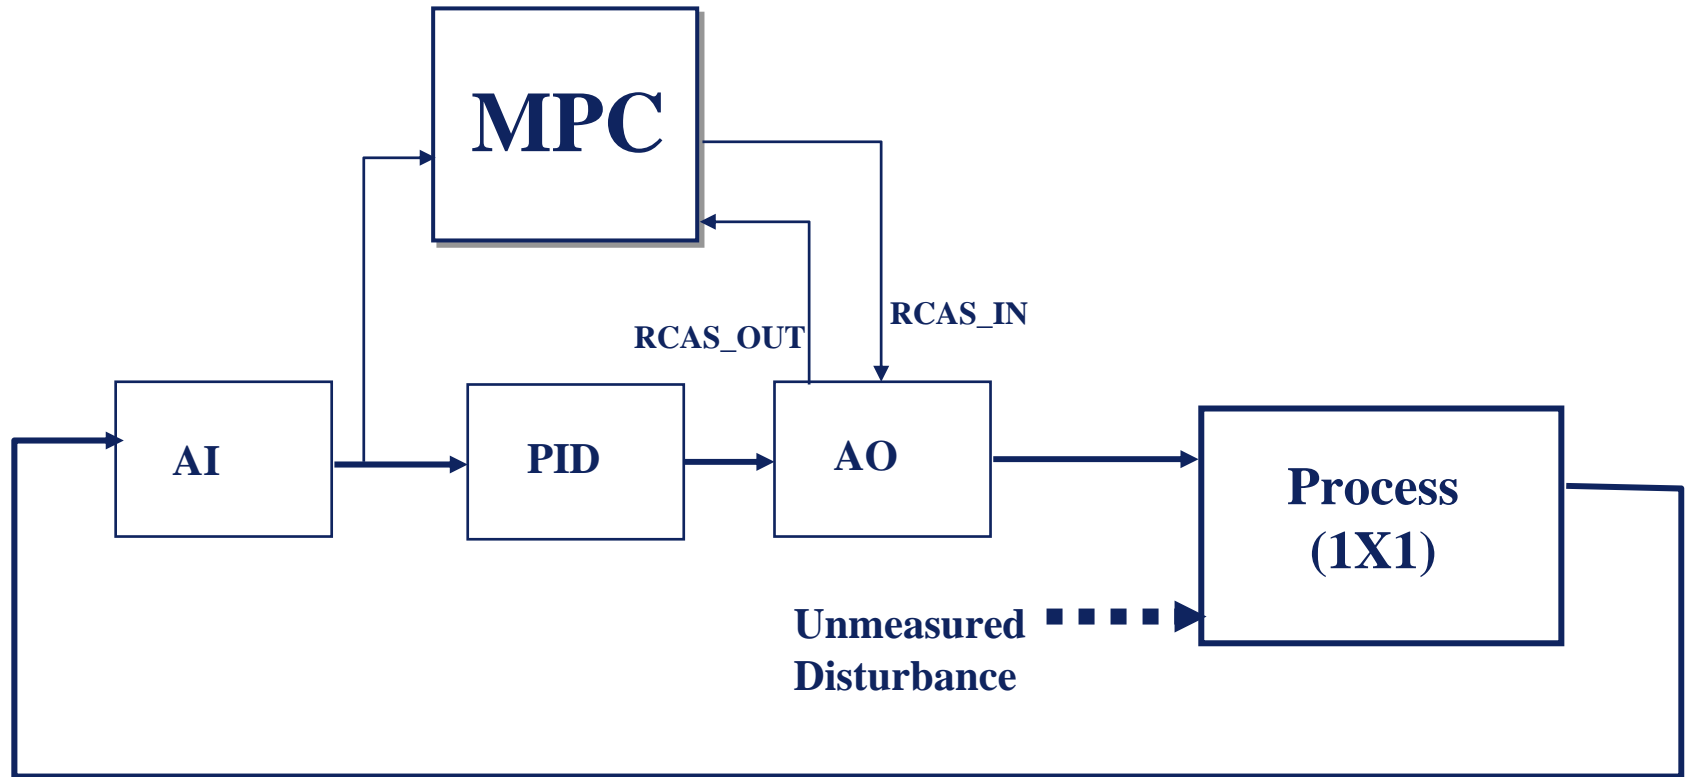 MPC
RCAS_IN
RCAS_OUT
AI
PID
AO
Process
(1X1)
Unmeasured
Disturbance